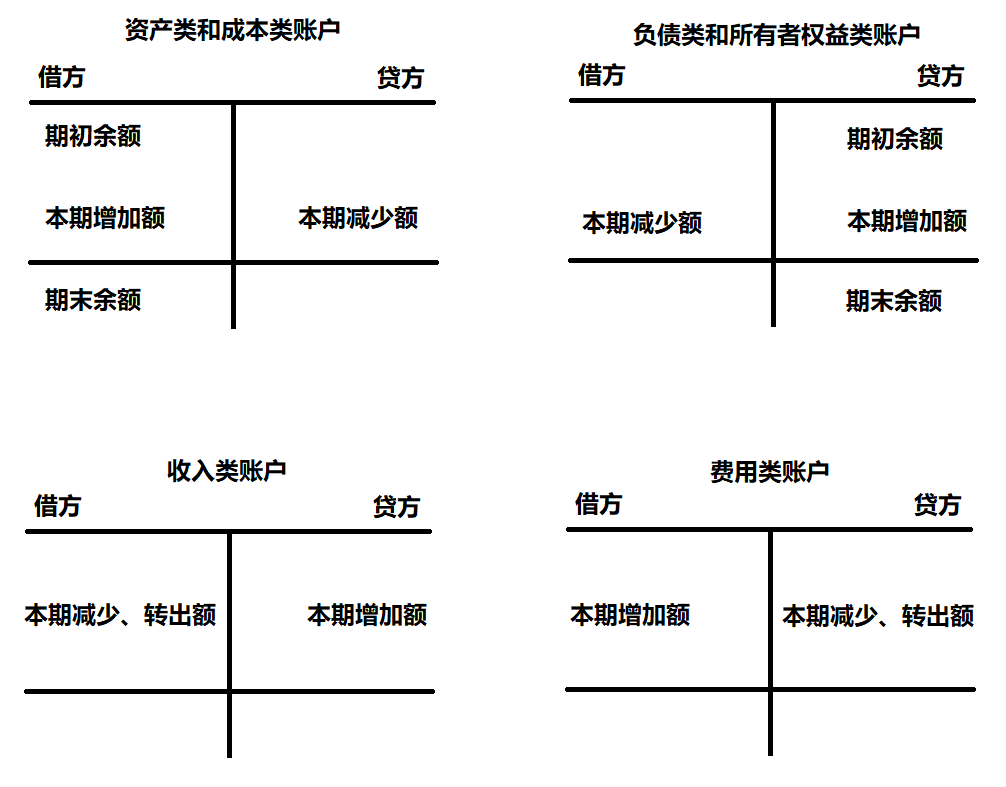 资产类和成本类账户
借方 贷方
期初余额
本期增加额 本期减少额
期末余额
负债类和所有者权益类账户
借方 贷方
期初余额
本期减少额 本期增加额
期末余额
收入类账户
借方 贷方
本期减少、转出额 本期增加额
费用类账户
借方 贷方
本期增加额 本期减少、转出额